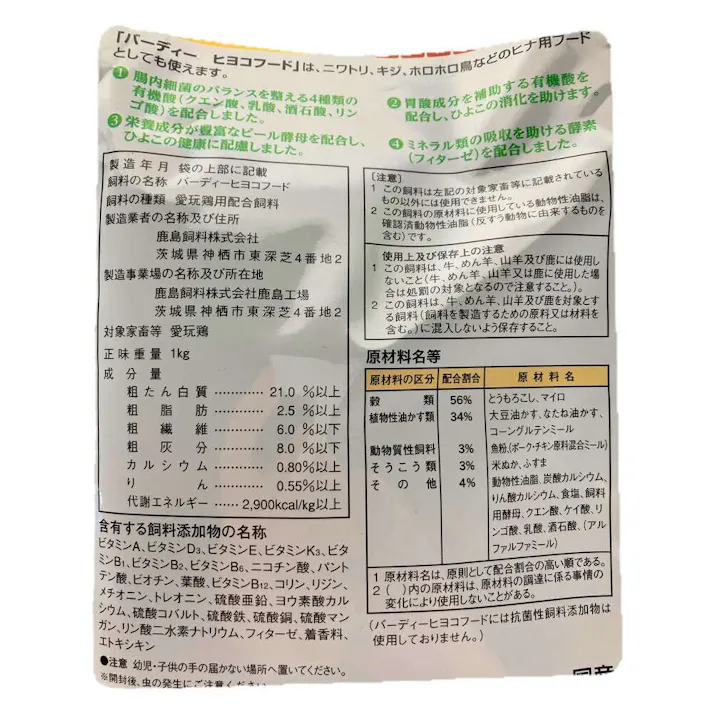 「バーディー ヒヨコフード」は、ニワトリ、キジ、ホロホロ鳥などのヒナ用フード
としても使えます。
❶ 腸内細菌のバランスを整える4種類の
有機酸(クエン酸、乳酸、酒石酸、リン
ゴ酸)を配合しました。
❷ 胃酸成分を補助する有機酸を
配合し、ひよこの消化を助けます。
❸ 栄養成分が豊富なビール酵母を配合し、
ひよこの健康に配慮しました。
❹ ミネラル類の吸収を助ける酵素
(フィターゼ)を配合しました。
製造年月 袋の上部に記載
飼料の名称 バーディーヒヨコフード
飼料の種類 愛玩鶏用配合飼料
製造業者の名称及び住所
鹿島飼料株式会社
茨城県神栖市東深芝4番地2
製造事業場の名称及び所在地
鹿島飼料株式会社鹿島工場
茨城県神栖市東深芝4番地2
対象家畜等 愛玩鶏
正味重量 1kg
成分量
粗たん白質 ………… 21.0 %以上
粗脂肪 ………… 2.5 %以上
粗繊維 ………… 6.0 %以下
粗灰分 ………… 8.0 %以下
カルシウム ………… 0.80%以上
りん ………… 0.55%以上
代謝エネルギー …… 2,900kcal/kg以上
含有する飼料添加物の名称
ビタミンA、ビタミンD3、ビタミンE、ビタミンK3、ビタ
ミンB1、ビタミンB2、ビタミンB6、ニコチン酸、パント
テン酸、ビオチン、葉酸、ビタミンB12、コリン、リジン、
メチオニン、トレオニン、硫酸亜鉛、ヨウ素酸カル
シウム、硫酸コバルト、硫酸鉄、硫酸銅、硫酸マン
ガン、リン酸二水素ナトリウム、フィターゼ、着香料、
エトキシキン
●注意 幼児・子供の手の届かない場所へ置いてください。
※開封後、虫の発生にご注意ください
〔注意〕
1 この飼料は左記の対象家畜等に記載されている
もの以外には使用できません。
2 この飼料の原材料に使用している動物性油脂は、
確認済動物性油脂(反すう動物に由来するものを
含む)です。
使用上及び保存上の注意
1 この飼料は、牛、めん羊、山羊及び鹿には使用し
ないこと(牛、めん羊、山羊又は鹿に使用した場
合は処罰の対象となるので注意すること。)。
2 この飼料は、牛、めん羊、山羊及び鹿を対象とす
る飼料(飼料を製造するための原料又は材料を
含む。)に混入しないよう保存すること。
原材料名等
原材料の区分 配合割合 原材料名
穀類 56% とうもろこし、マイロ
植物性油かす類 34% 大豆油かす、なたね油かす、
コーングルテンミール
動物質性飼料 3% 魚粉、(ポーク・チキン原料混合ミール)
そうこう類 3% 米ぬか、ふすま
その他 4% 動物性油脂、炭酸カルシウム、
りん酸カルシウム、食塩、飼料
用酵母、クエン酸、ケイ酸、リ
ンゴ酸、乳酸、酒石酸、(アル
ファルファミール)
1 原材料名は、原則として配合割合の高い順である。
2 ( )内の原材料は、原材料の調達に係る事情の
変化により使用しないことがある。
(バーディーヒヨコフードには抗菌性飼料添加物は
使用しておりません。)
国産